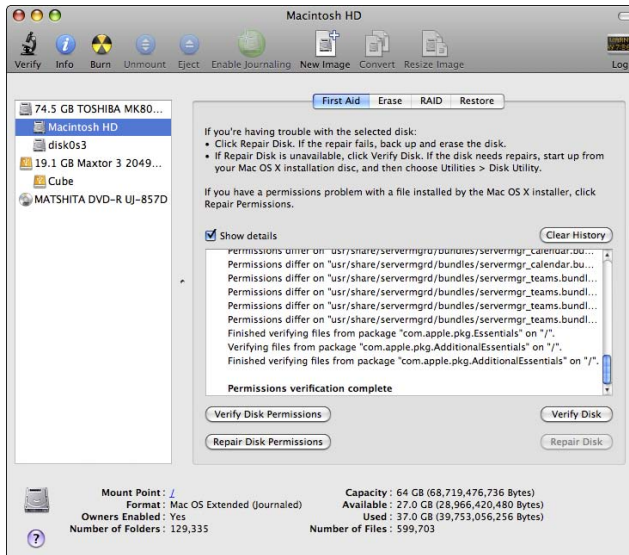 Macintosh HD
Verify Info Burn Unmount Eject Enable Journaling New Image Convert Resize Image Log
First Aid Erase RAID Restore
74.5 GB TOSHIBA MK80...
Macintosh HD
disk0s3
19.1 GB Maxtor 3 2049...
Cube
MATSHITA DVD-R UJ-857D
If you're having trouble with the selected disk:
• Click Repair Disk. If the repair fails, back up and erase the disk.
• If Repair Disk is unavailable, click Verify Disk. If the disk needs repairs, start up from
your Mac OS X installation disc, and then choose Utilities > Disk Utility.
If you have a permissions problem with a file installed by the Mac OS X installer, click
Repair Permissions.
Show details
Clear History
Permissions differ on "usr/share/servermgrd/bundles/servermgr_calendar.bu...
Permissions differ on "usr/share/servermgrd/bundles/servermgr_calendar.bu...
Permissions differ on "usr/share/servermgrd/bundles/servermgr_teams.bundl...
Permissions differ on "usr/share/servermgrd/bundles/servermgr_teams.bundl...
Permissions differ on "usr/share/servermgrd/bundles/servermgr_teams.bundl...
Permissions differ on "usr/share/servermgrd/bundles/servermgr_teams.bundl...
Finished verifying files from package "com.apple.pkg.Essentials" on "/".
Verifying files from package "com.apple.pkg.AdditionalEssentials" on "/".
Finished verifying files from package "com.apple.pkg.AdditionalEssentials" on "/".
Permissions verification complete
Verify Disk Permissions Verify Disk
Repair Disk Permissions Repair Disk
Mount Point : /
Format : Mac OS Extended (Journaled)
Owners Enabled : Yes
Number of Folders : 129,335
Capacity : 64 GB (68,719,476,736 Bytes)
Available : 27.0 GB (28,966,420,480 Bytes)
Used : 37.0 GB (39,753,056,256 Bytes)
Number of Files : 599,703
?